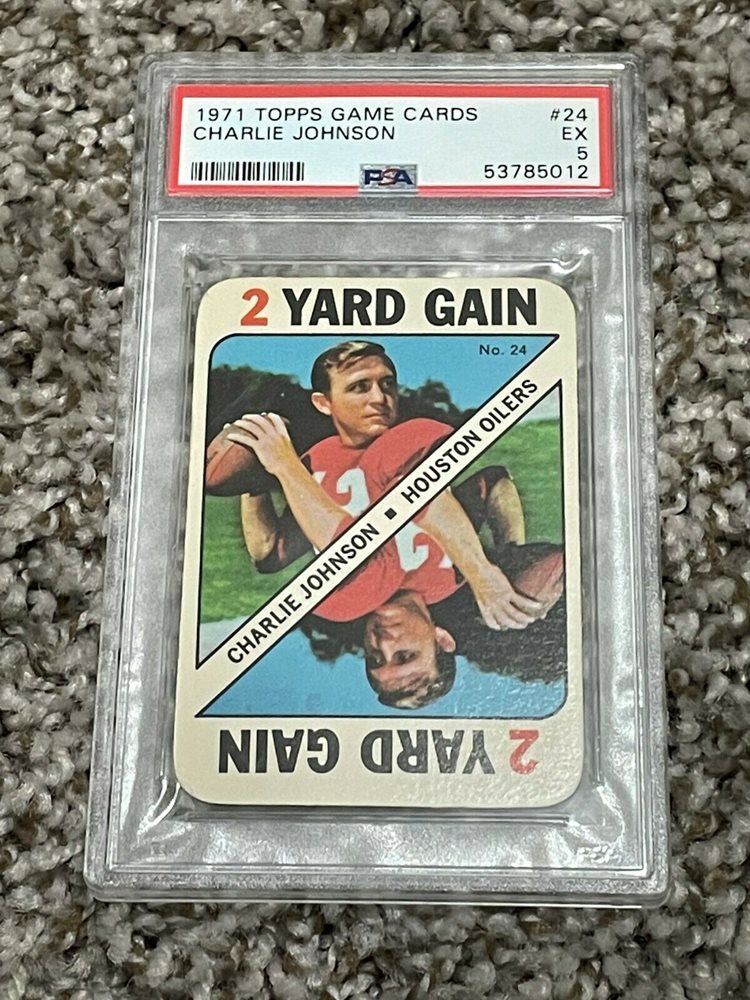 1971 TOPPS GAME CARDS #24
CHARLIE JOHNSON EX
5
PSA 53785012
2 YARD GAIN
No. 24
CHARLIE JOHNSON ▪ HOUSTON OILERS
2 YARD GAIN